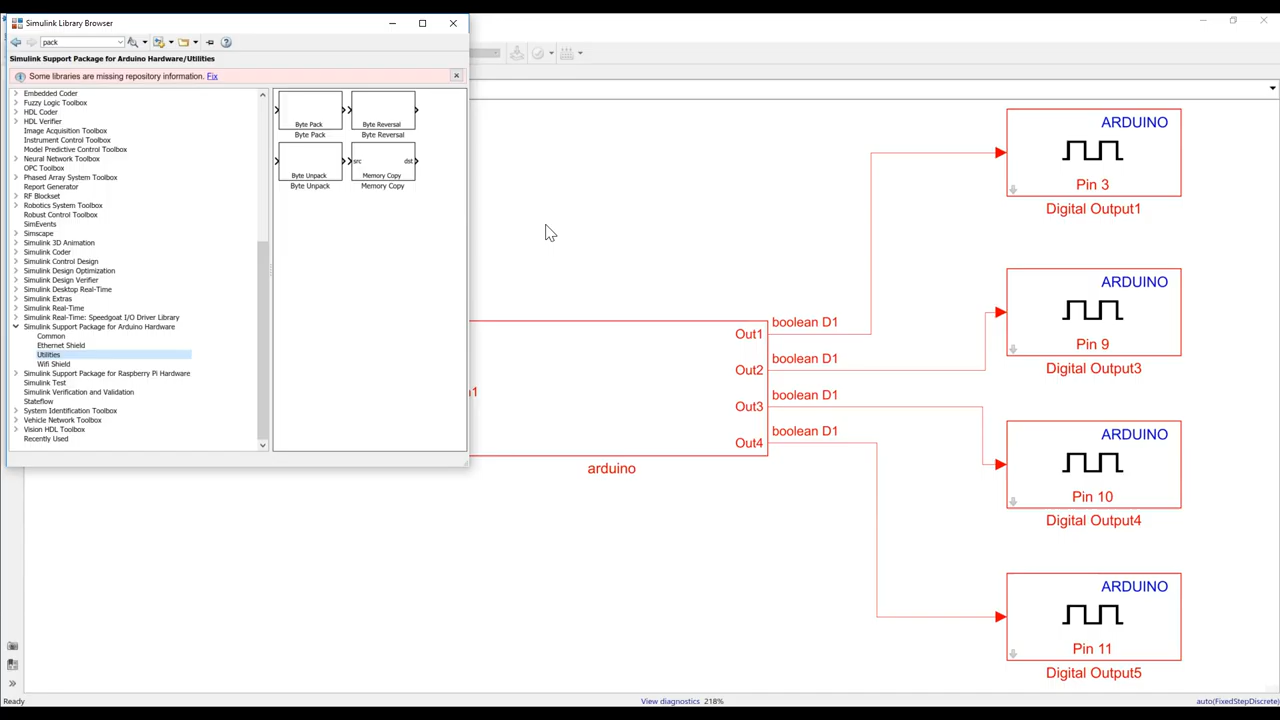 Simulink Library Browser
pack
Simulink Support Package for Arduino Hardware/Utilities
Some libraries are missing repository information. Fix
Embedded Coder
Fuzzy Logic Toolbox
HDL Coder
HDL Verifier
Image Acquisition Toolbox
Instrument Control Toolbox
Model Predictive Control Toolbox
Neural Network Toolbox
OPC Toolbox
Phased Array System Toolbox
Report Generator
RF Blockset
Robotics System Toolbox
Robust Control Toolbox
SimEvents
Simscape
Simulink 3D Animation
Simulink Coder
Simulink Control Design
Simulink Design Optimization
Simulink Design Verifier
Simulink Desktop Real-Time
Simulink Extras
Simulink Real-Time
Simulink Real-Time: Speedgoat I/O Driver Library
Simulink Support Package for Arduino Hardware
Common
Ethernet Shield
Utilities
Wifi Shield
Simulink Support Package for Raspberry Pi Hardware
Simulink Test
Simulink Verification and Validation
Stateflow
System Identification Toolbox
Vehicle Network Toolbox
Vision HDL Toolbox
Recently Used
Byte Pack
Byte Pack
Byte Reversal
Byte Reversal
Byte Unpack
Byte Unpack
src dst
Memory Copy
Memory Copy
Out1
Out2
Out3
Out4
arduino
boolean D1
boolean D1
boolean D1
boolean D1
ARDUINO
Pin 3
Digital Output1
ARDUINO
Pin 9
Digital Output3
ARDUINO
Pin 10
Digital Output4
ARDUINO
Pin 11
Digital Output5
Ready
View diagnostics 218%
auto(FixedStepDiscrete)